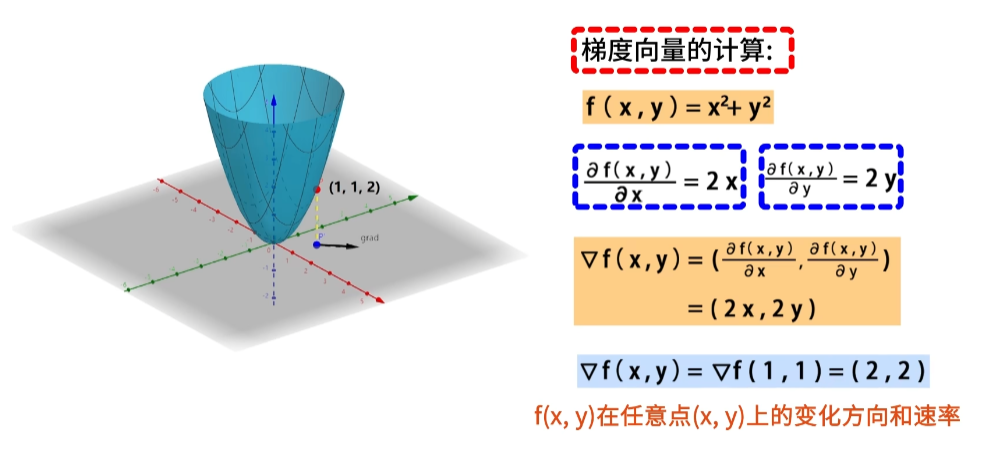 梯度向量的计算:
f(x,y)=x²+y²
∂f(x,y)/∂x=2x
∂f(x,y)/∂y=2y
(1, 1, 2)
grad
∇f(x,y)=(∂f(x,y)/∂x,∂f(x,y)/∂y)
=(2x,2y)
∇f(x,y)=∇f(1,1)=(2,2)
f(x, y)在任意点(x, y)上的变化方向和速率